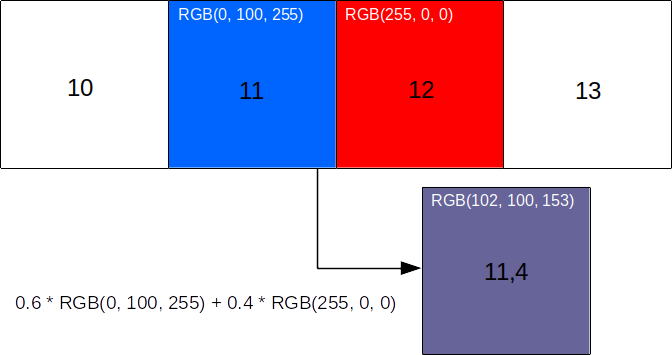 RGB(0, 100, 255)
RGB(255, 0, 0)
10
11
12
13
RGB(102, 100, 153)
11,4
0.6 * RGB(0, 100, 255) + 0.4 * RGB(255, 0, 0)